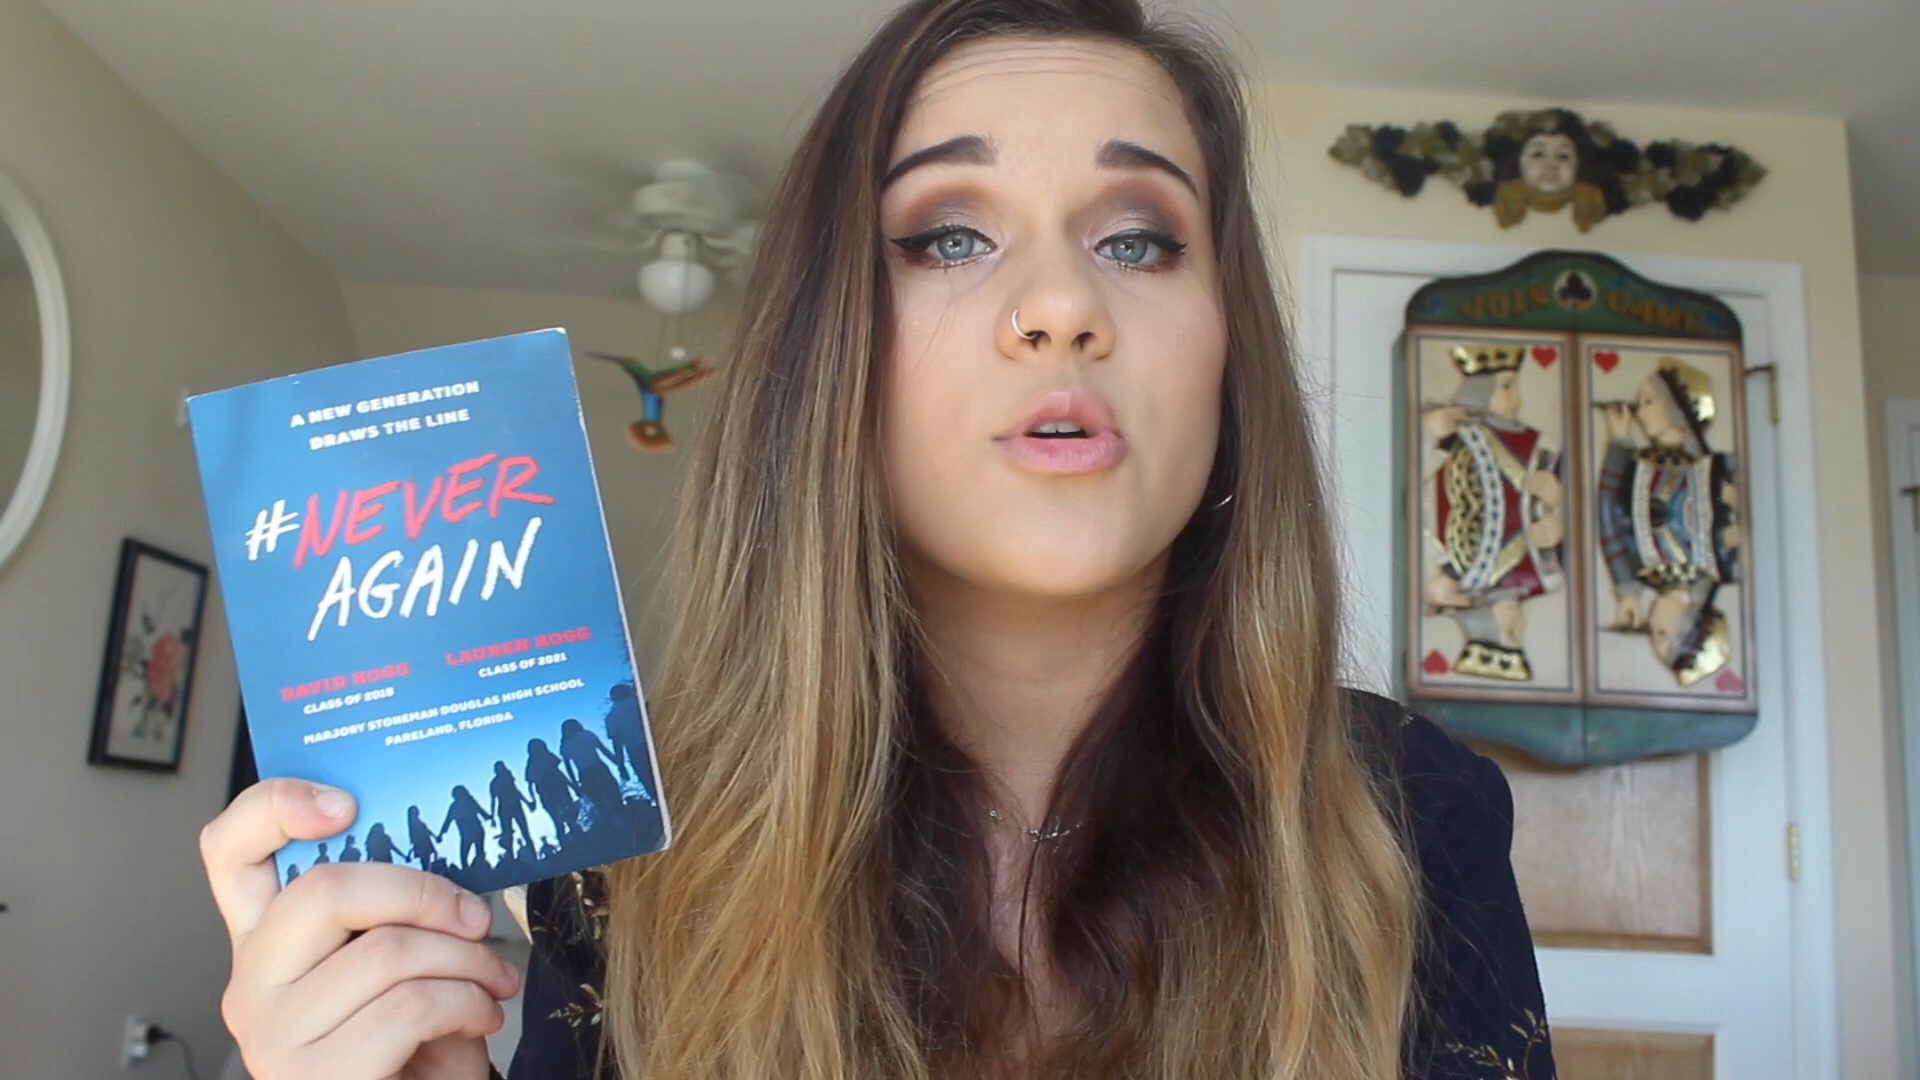 A NEW GENERATION
DRAWS THE LINE
#NEVER
AGAIN
DAVID HOGG
CLASS OF 2018
LAUREN HOGG
CLASS OF 2021
MARJORY STONEMAN DOUGLAS HIGH SCHOOL
PARKLAND, FLORIDA